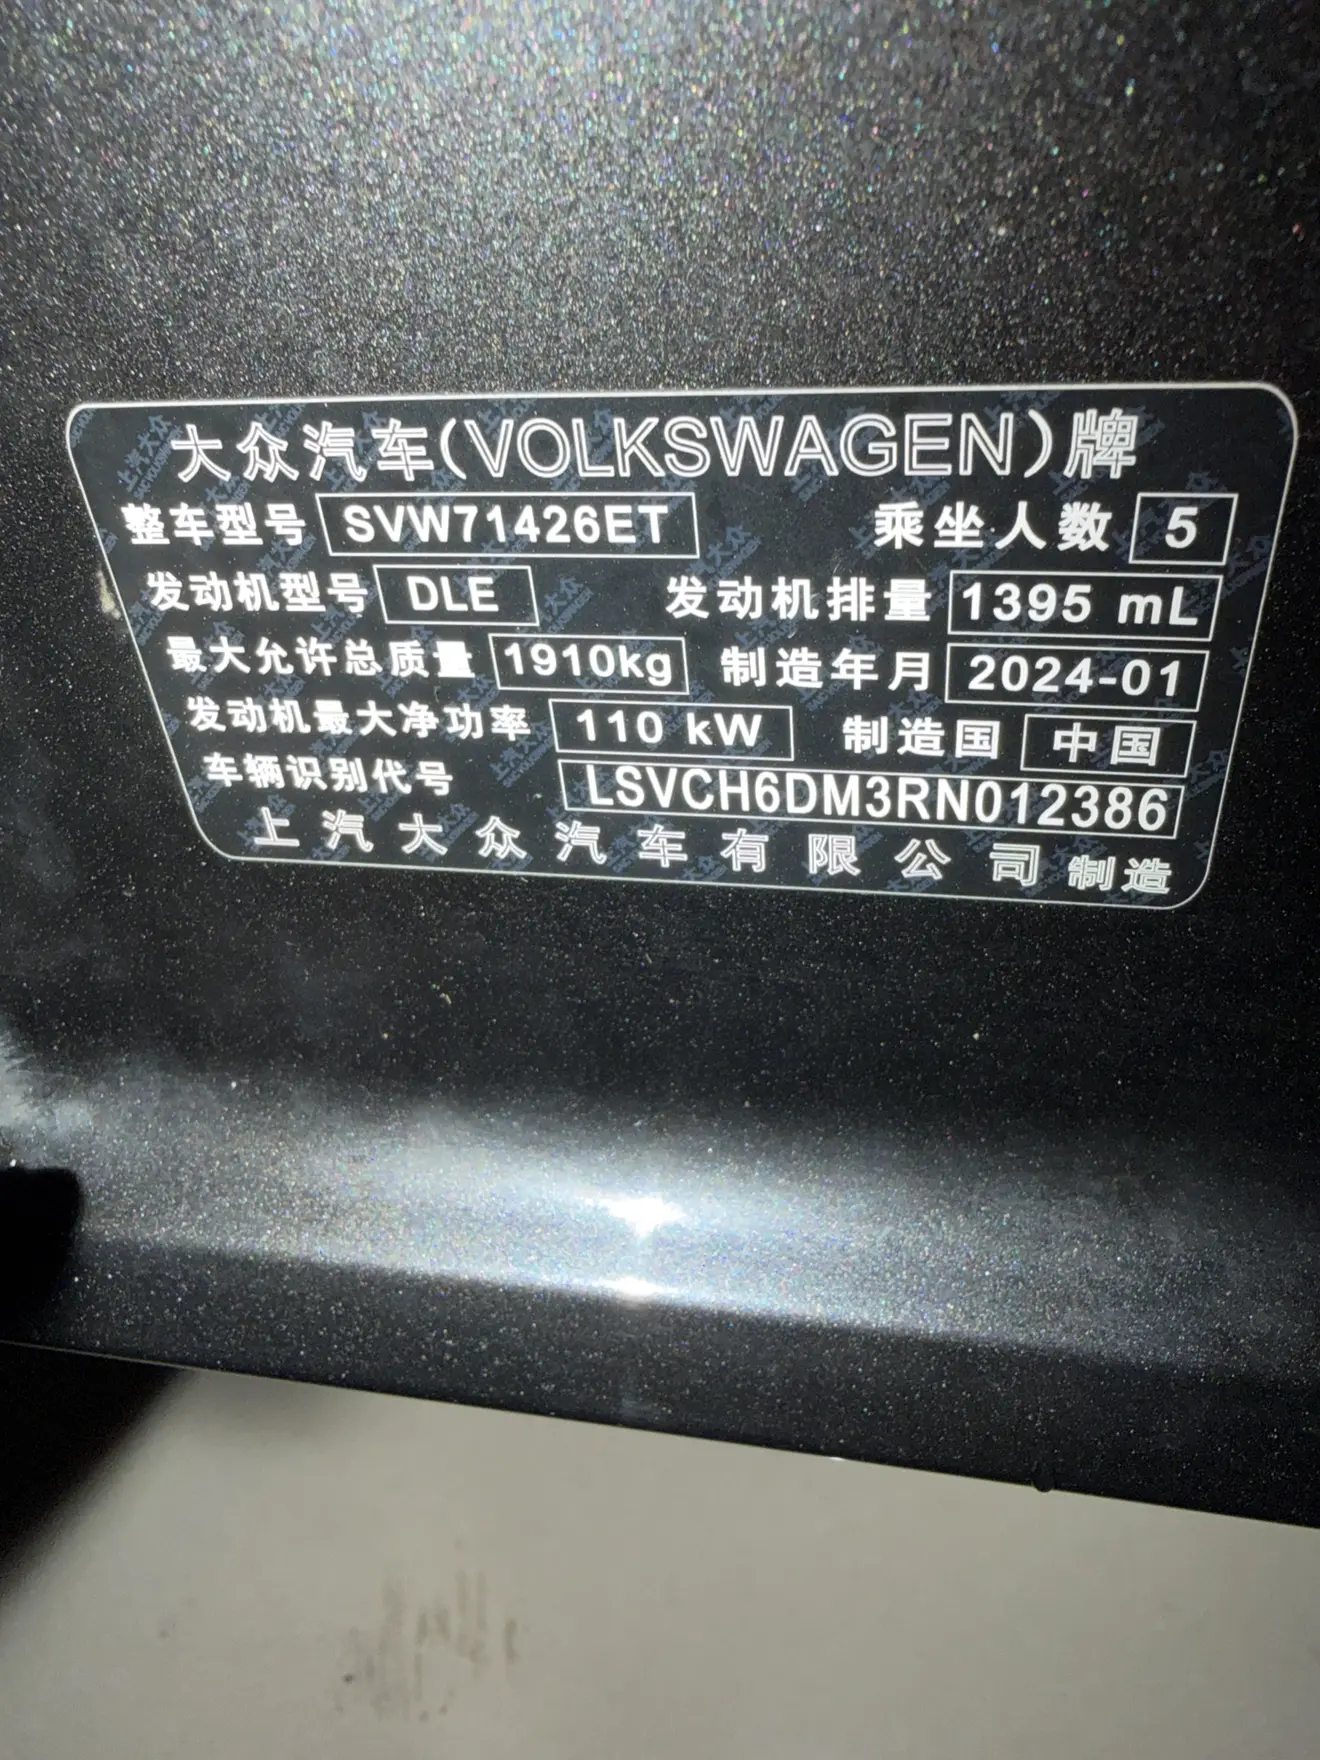 大众汽车(VOLKSWAGEN)牌
整车型号 SVW71426ET 乘坐人数 5
发动机型号 DLE 发动机排量 1395 mL
最大允许总质量 1910kg 制造年月 2024-01
发动机最大净功率 110 kW 制造国 中国
车辆识别代号 LSVCH6DM3RN012386
上汽大众汽车有限公司 制造